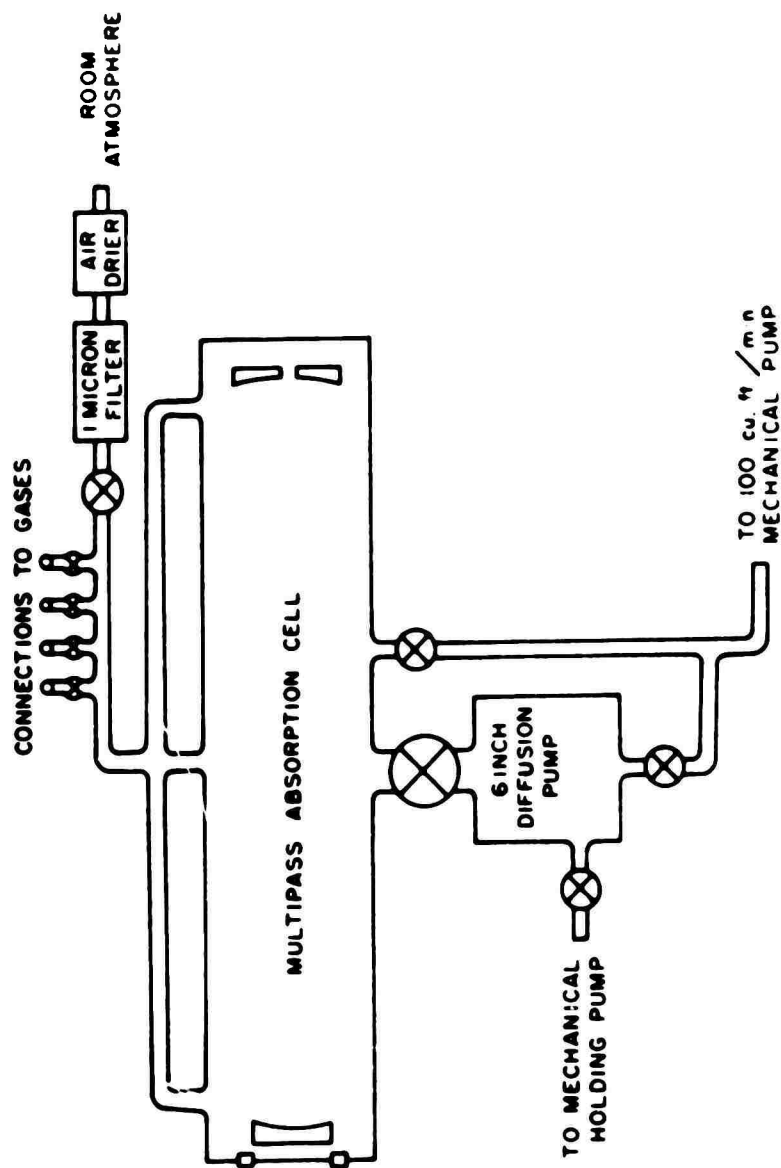 ROOM
ATMOSPHERE
AIR
DRIER
1 MICRON
FILTER
CONNECTIONS TO GASES
MULTIPASS ABSORPTION CELL
6 INCH
DIFFUSION
PUMP
TO 100 cu. ft/min
MECHANICAL PUMP
TO MECHANICAL
HOLDING PUMP